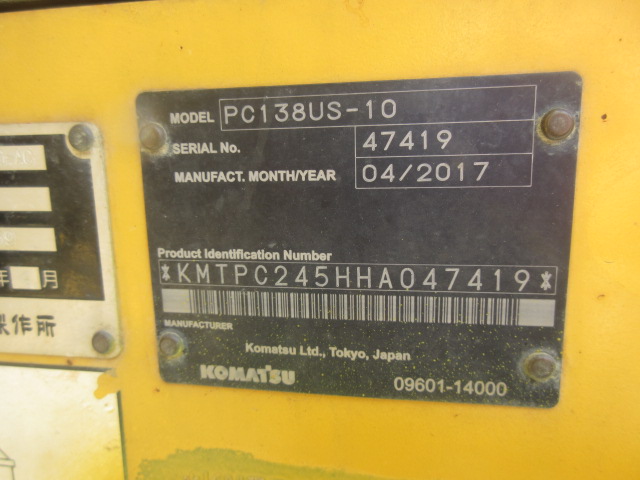 MODEL PC138US-10
SERIAL No. 47419
MANUFACT. MONTH/YEAR 04/2017
Product Identification Number
*KMTPC245HHA047419*
MANUFACTURER
Komatsu Ltd., Tokyo, Japan
KOMATSU
09601-14000
年 月
作所